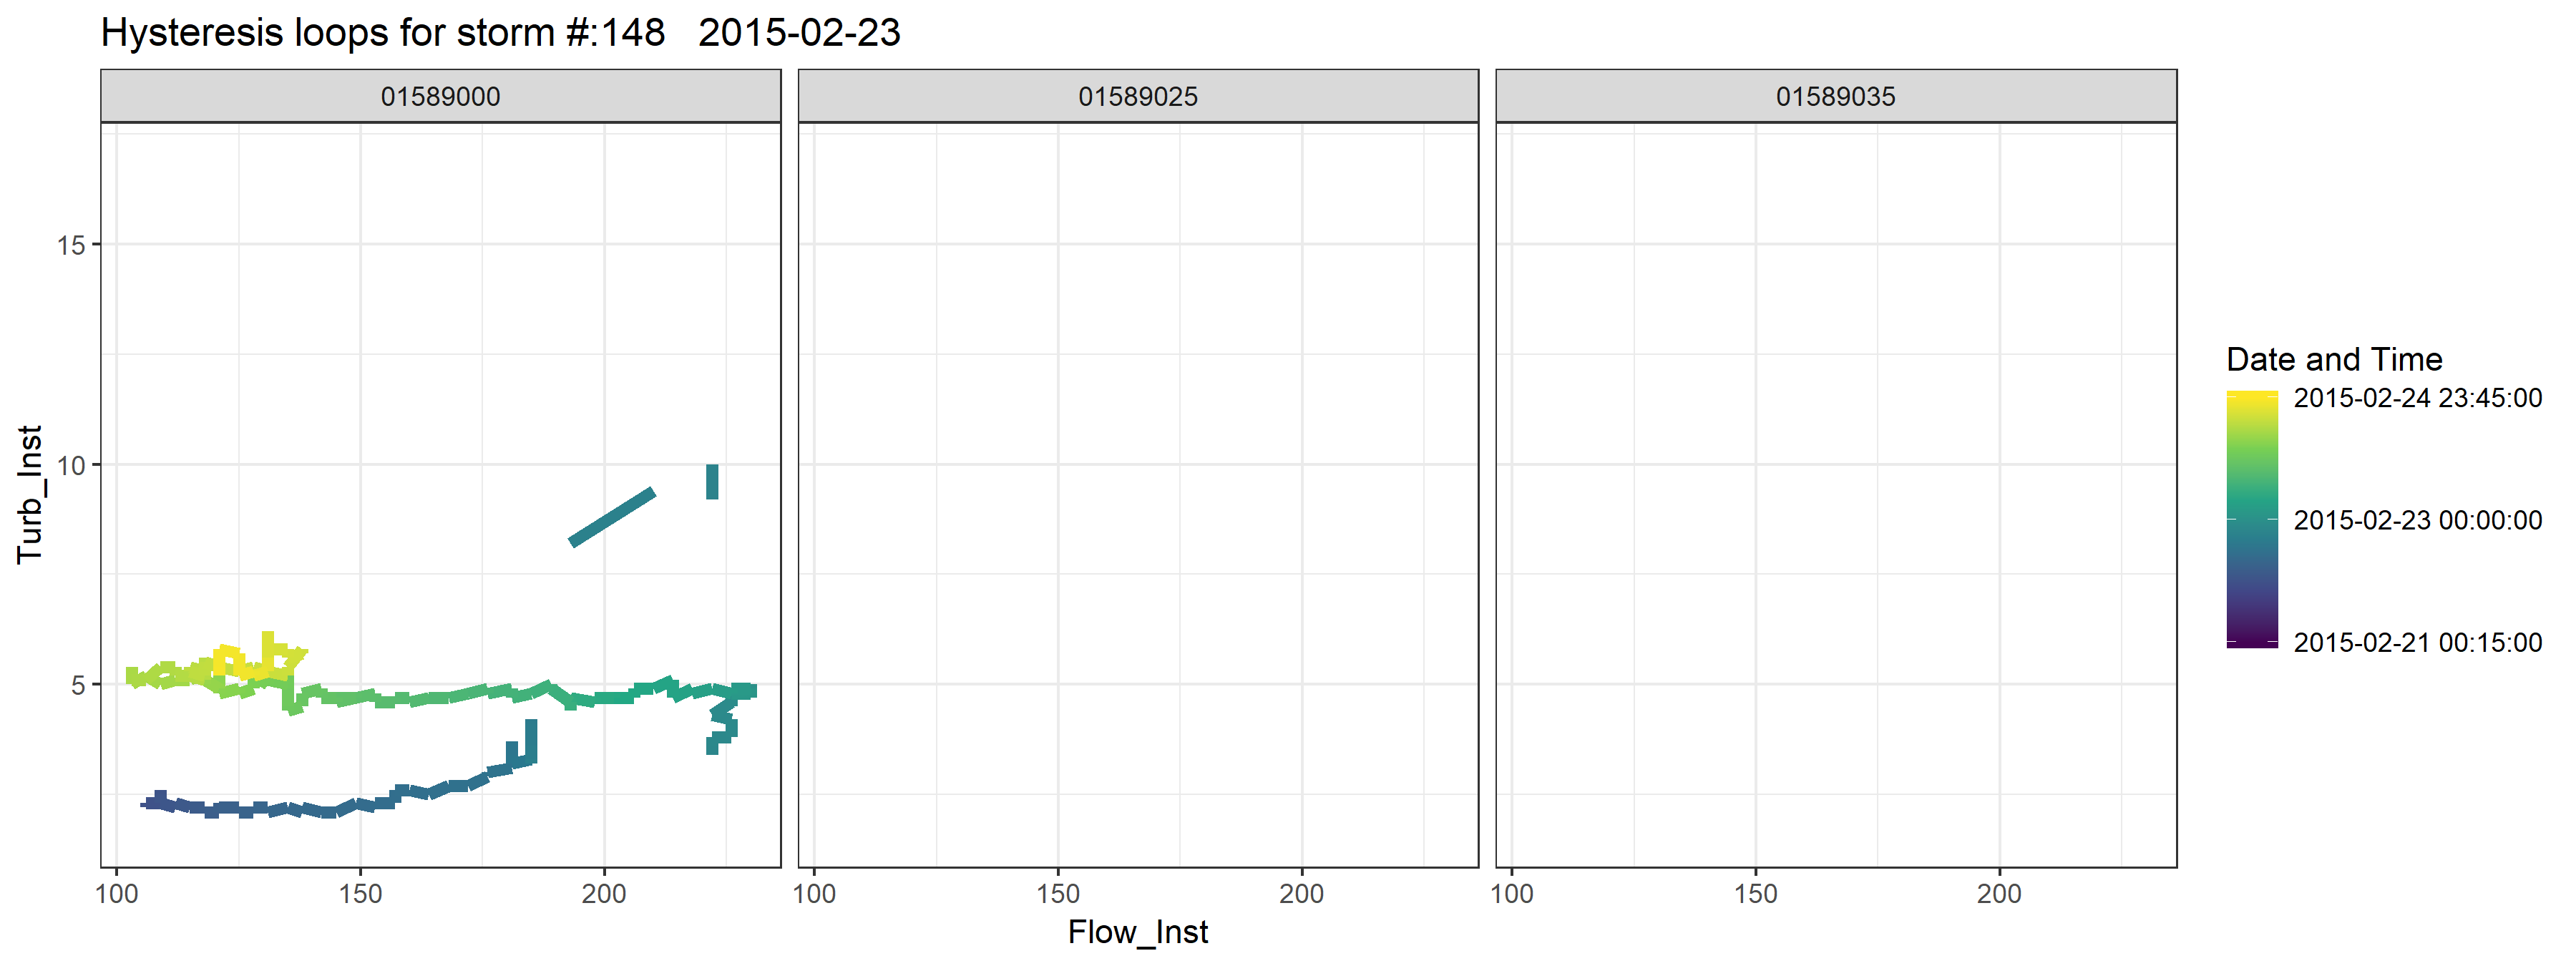 Hysteresis loops for storm #:148   2015-02-23
01589000
01589025
01589035
Turb_Inst
15
10
5
100 150 200
100 150 200
100 150 200
Flow_Inst
Date and Time
2015-02-24 23:45:00
2015-02-23 00:00:00
2015-02-21 00:15:00